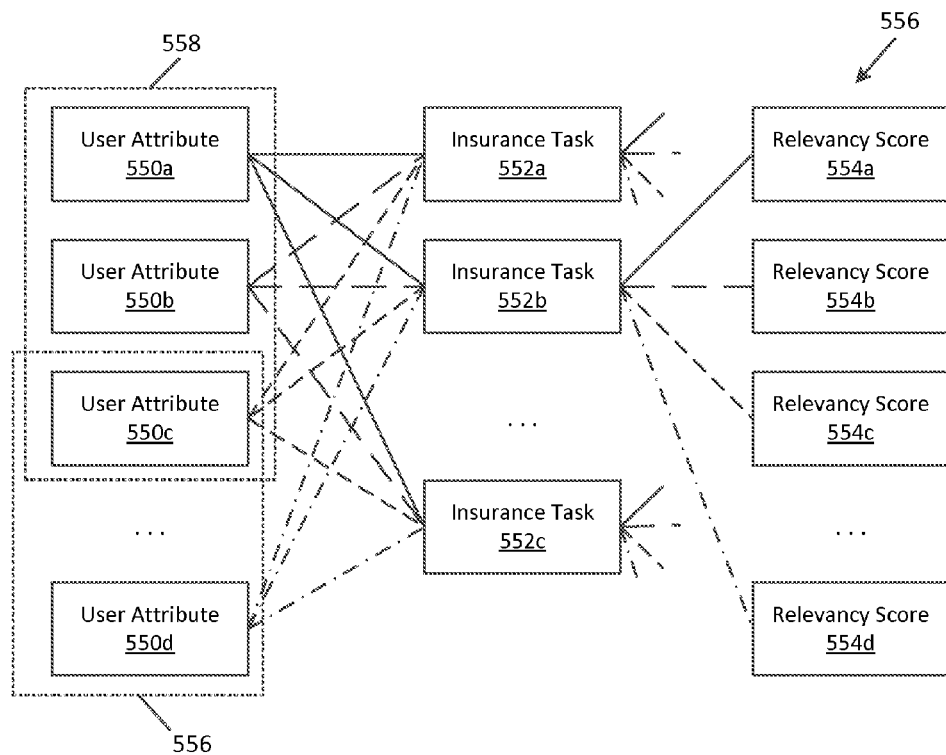 558
556
User Attribute
550a
Insurance Task
552a
Relevancy Score
554a
User Attribute
550b
Insurance Task
552b
Relevancy Score
554b
User Attribute
550c
. . .
Relevancy Score
554c
. . .
Insurance Task
552c
. . .
User Attribute
550d
Relevancy Score
554d
556